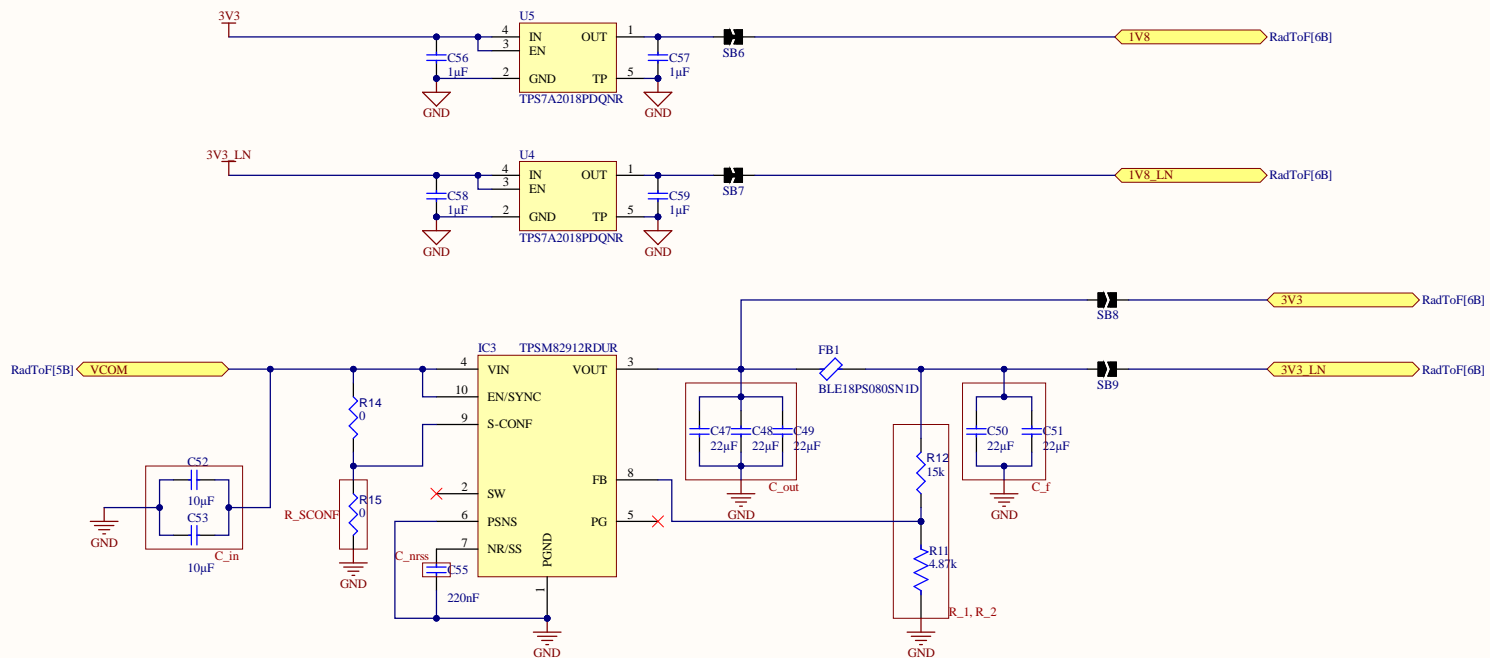 3V3
U5
4
IN
OUT
1
3
EN
C56
1µF
C57
1µF
SB6
1V8
RadToF[6B]
2
GND
TP
5
TPS7A2018PDQNR
GND
GND
3V3_LN
U4
4
IN
OUT
1
3
EN
C58
1µF
C59
1µF
SB7
1V8_LN
RadToF[6B]
2
GND
TP
5
TPS7A2018PDQNR
GND
GND
3V3
RadToF[6B]
SB8
IC3
TPSM82912RDUR
FB1
RadToF[5B]
VCOM
4
VIN
VOUT
3
BLE18PS080SN1D
SB9
3V3_LN
RadToF[6B]
10
EN/SYNC
R14
0
9
S-CONF
C47
22µF
C48
22µF
C49
22µF
C50
22µF
C51
22µF
C52
10µF
R12
15k
8
FB
C_out
C_f
2
SW
R15
0
R_SCONF
GND
GND
C53
10µF
6
PSNS
PG
5
GND
C_in
7
NR/SS
PGND
C_nrss
C55
220nF
R11
4.87k
GND
1
R_1, R_2
GND
GND